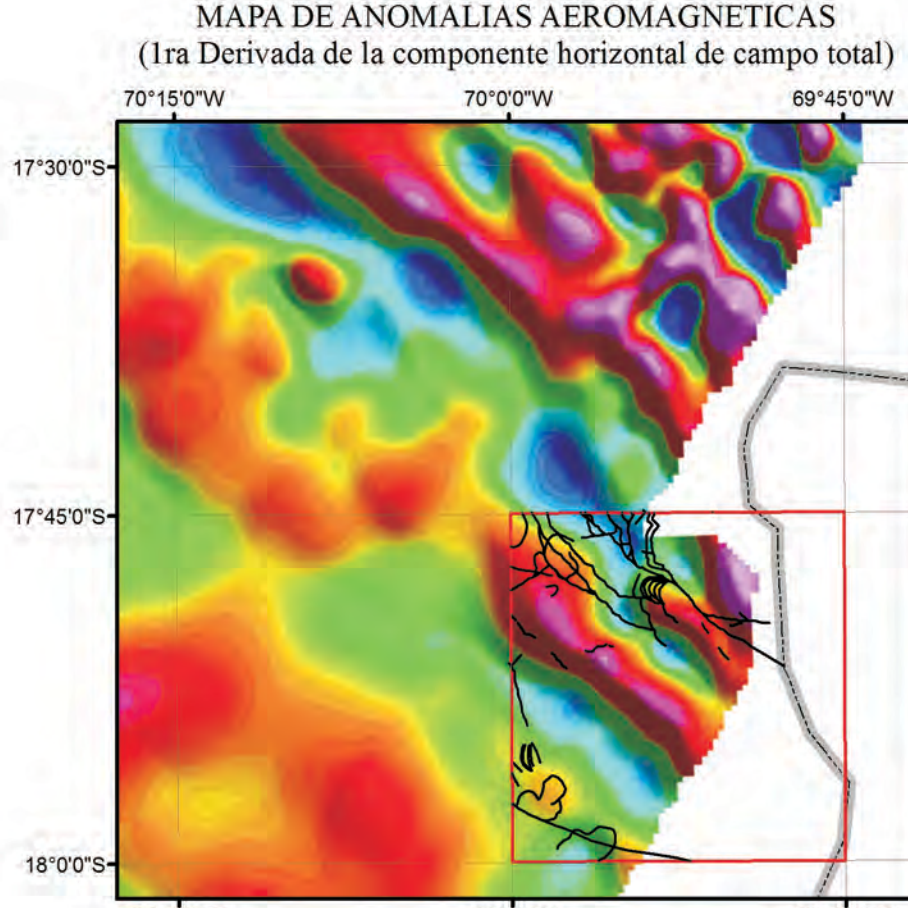 MAPA DE ANOMALIAS AEROMAGNETICAS
(1ra Derivada de la componente horizontal de campo total)
70°15'0"W 70°0'0"W 69°45'0"W
17°30'0"S
17°45'0"S
18°0'0"S